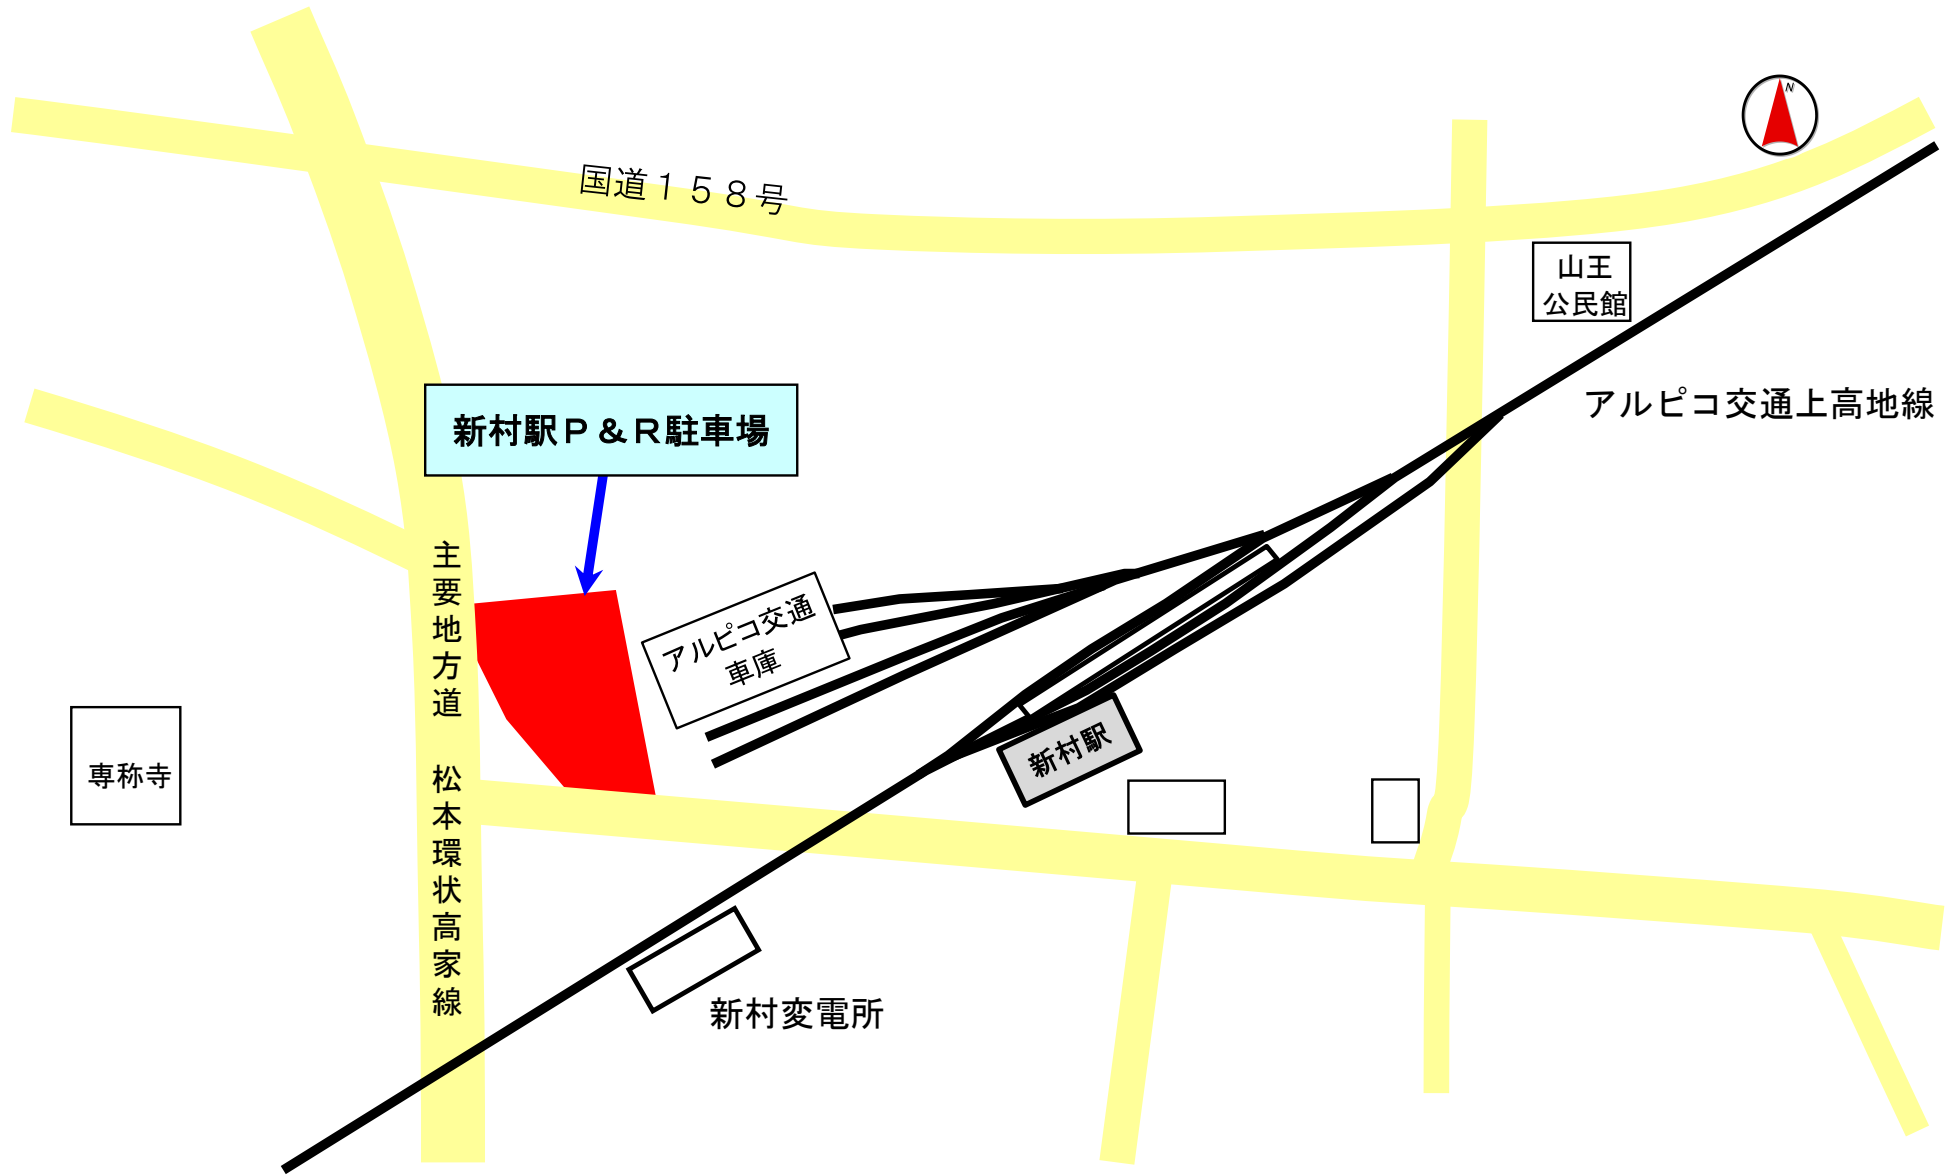 N
国道１５８号
山王
公民館
アルピコ交通上高地線
新村駅Ｐ＆Ｒ駐車場
主要地方道　松本環状高家線
アルピコ交通
車庫
新村駅
専称寺
新村変電所